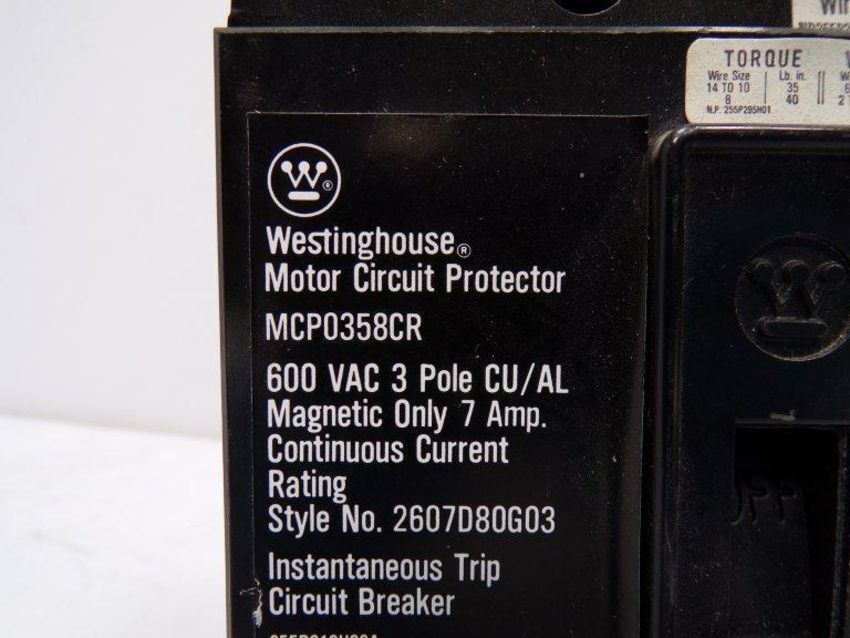 TORQUE
Wire Size Lb. in.
14 TO 10 35
8 40
N.P. 255P295H01
W ®
Westinghouse®
Motor Circuit Protector
MCP0358CR
600 VAC 3 Pole CU/AL
Magnetic Only 7 Amp.
Continuous Current
Rating
Style No. 2607D80G03
Instantaneous Trip
Circuit Breaker